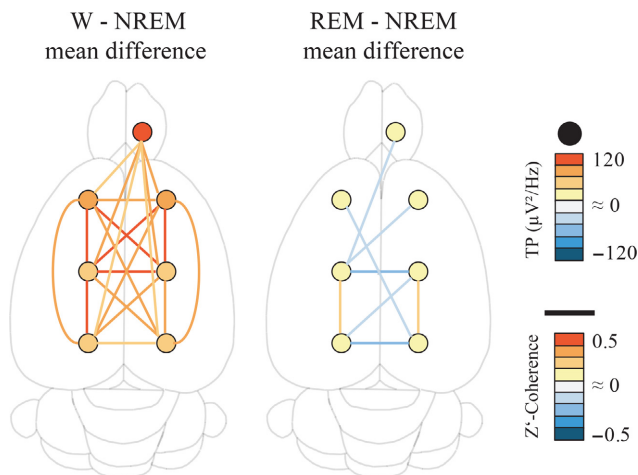 W - NREM
mean difference
REM - NREM
mean difference
TP (µV²/Hz)
120
≈ 0
−120
Z‘-Coherence
0.5
≈ 0
-0.5